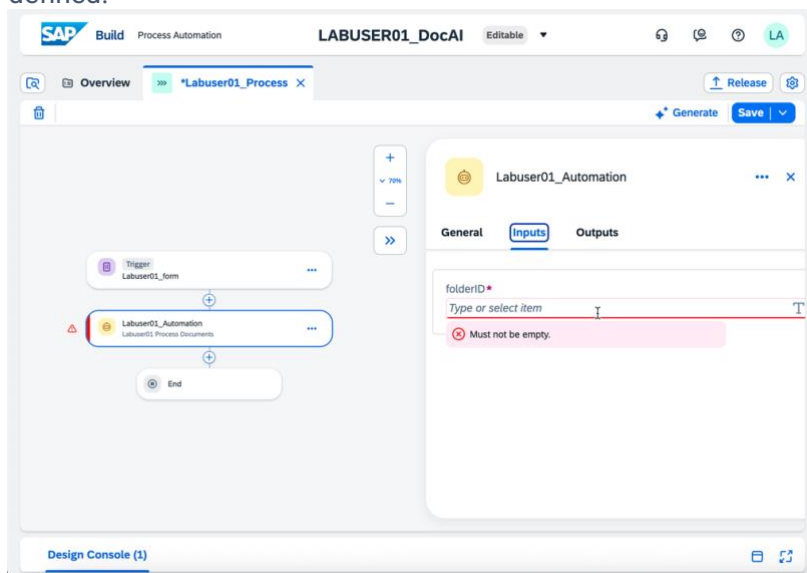 defined.
SAP Build Process Automation LABUSER01_DocAI Editable LA
Overview *Labuser01_Process Release
Generate Save
70%
Labuser01_Automation
General Inputs Outputs
Trigger
Labuser01_form
folderID*
Type or select item
Labuser01_Automation
Labuser01 Process Documents
Must not be empty.
End
Design Console (1)